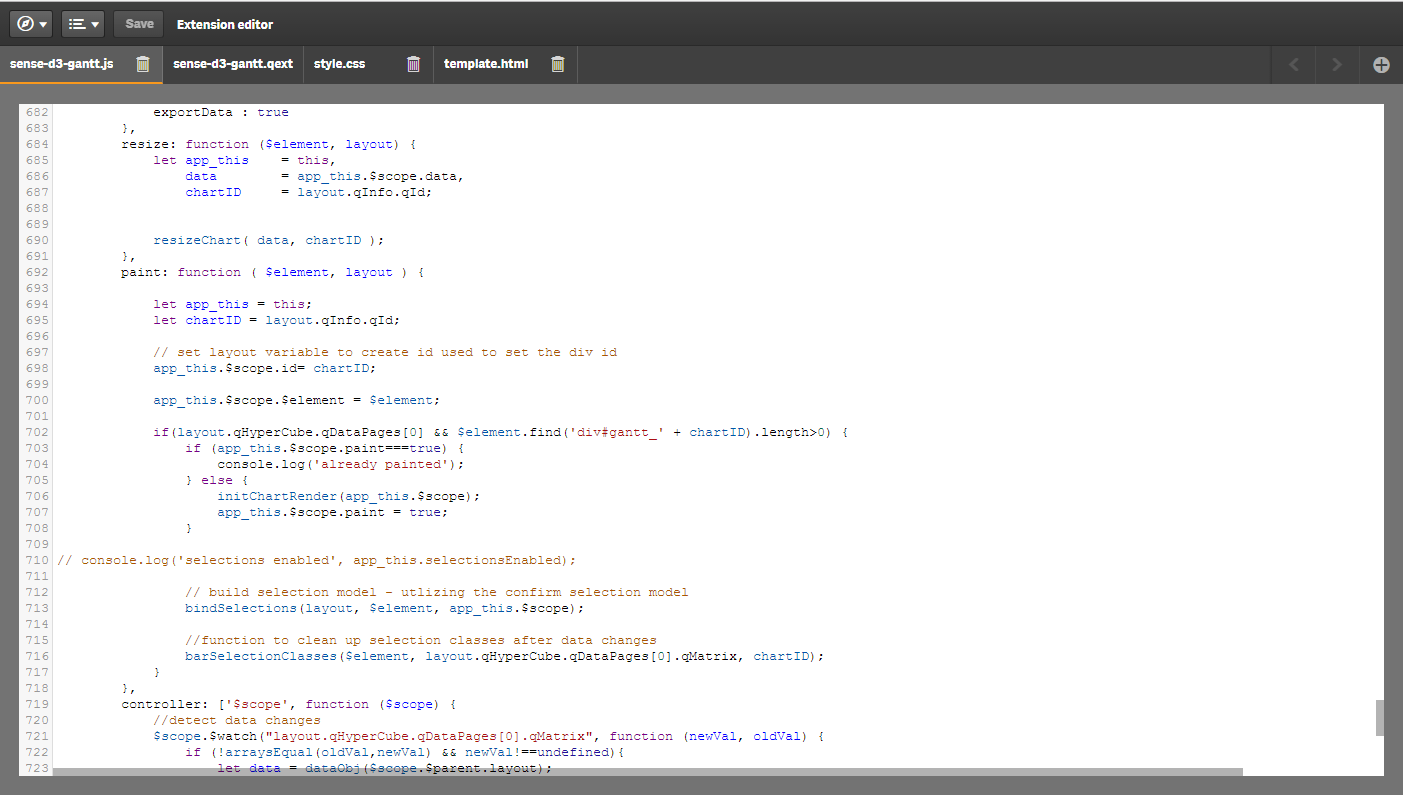 Save Extension editor
sense-d3-gantt.js sense-d3-gantt.qext style.css template.html
682 exportData : true
683 },
684 resize: function ($element, layout) {
685 let app_this = this,
686 data = app_this.$scope.data,
687 chartID = layout.qInfo.qId;
688
689
690 resizeChart( data, chartID );
691 },
692 paint: function ( $element, layout ) {
693
694 let app_this = this;
695 let chartID = layout.qInfo.qId;
696
697 // set layout variable to create id used to set the div id
698 app_this.$scope.id= chartID;
699
700 app_this.$scope.$element = $element;
701
702 if(layout.qHyperCube.qDataPages[0] && $element.find('div#gantt_' + chartID).length>0) {
703 if (app_this.$scope.paint===true) {
704 console.log('already painted');
705 } else {
706 initChartRender(app_this.$scope);
707 app_this.$scope.paint = true;
708 }
709
710 // console.log('selections enabled', app_this.selectionsEnabled);
711
712 // build selection model - utlizing the confirm selection model
713 bindSelections(layout, $element, app_this.$scope);
714
715 //function to clean up selection classes after data changes
716 barSelectionClasses($element, layout.qHyperCube.qDataPages[0].qMatrix, chartID);
717 }
718 },
719 controller: ['$scope', function ($scope) {
720 //detect data changes
721 $scope.$watch("layout.qHyperCube.qDataPages[0].qMatrix", function (newVal, oldVal) {
722 if (!arraysEqual(oldVal,newVal) && newVal!==undefined){
723 let data = dataObj($scope.$parent.layout);